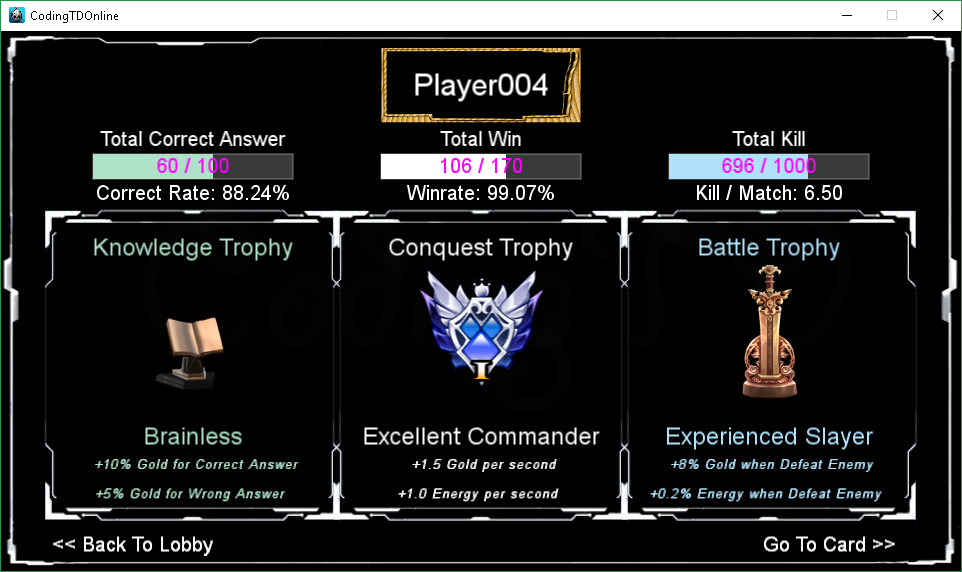 CodingTDOnline
Player004
Total Correct Answer
60 / 100
Correct Rate: 88.24%
Total Win
106 / 170
Winrate: 99.07%
Total Kill
696 / 1000
Kill / Match: 6.50
Knowledge Trophy
Brainless
+10% Gold for Correct Answer
+5% Gold for Wrong Answer
Conquest Trophy
I
Excellent Commander
+1.5 Gold per second
+1.0 Energy per second
Battle Trophy
Experienced Slayer
+8% Gold when Defeat Enemy
+0.2% Energy when Defeat Enemy
<< Back To Lobby
Go To Card >>